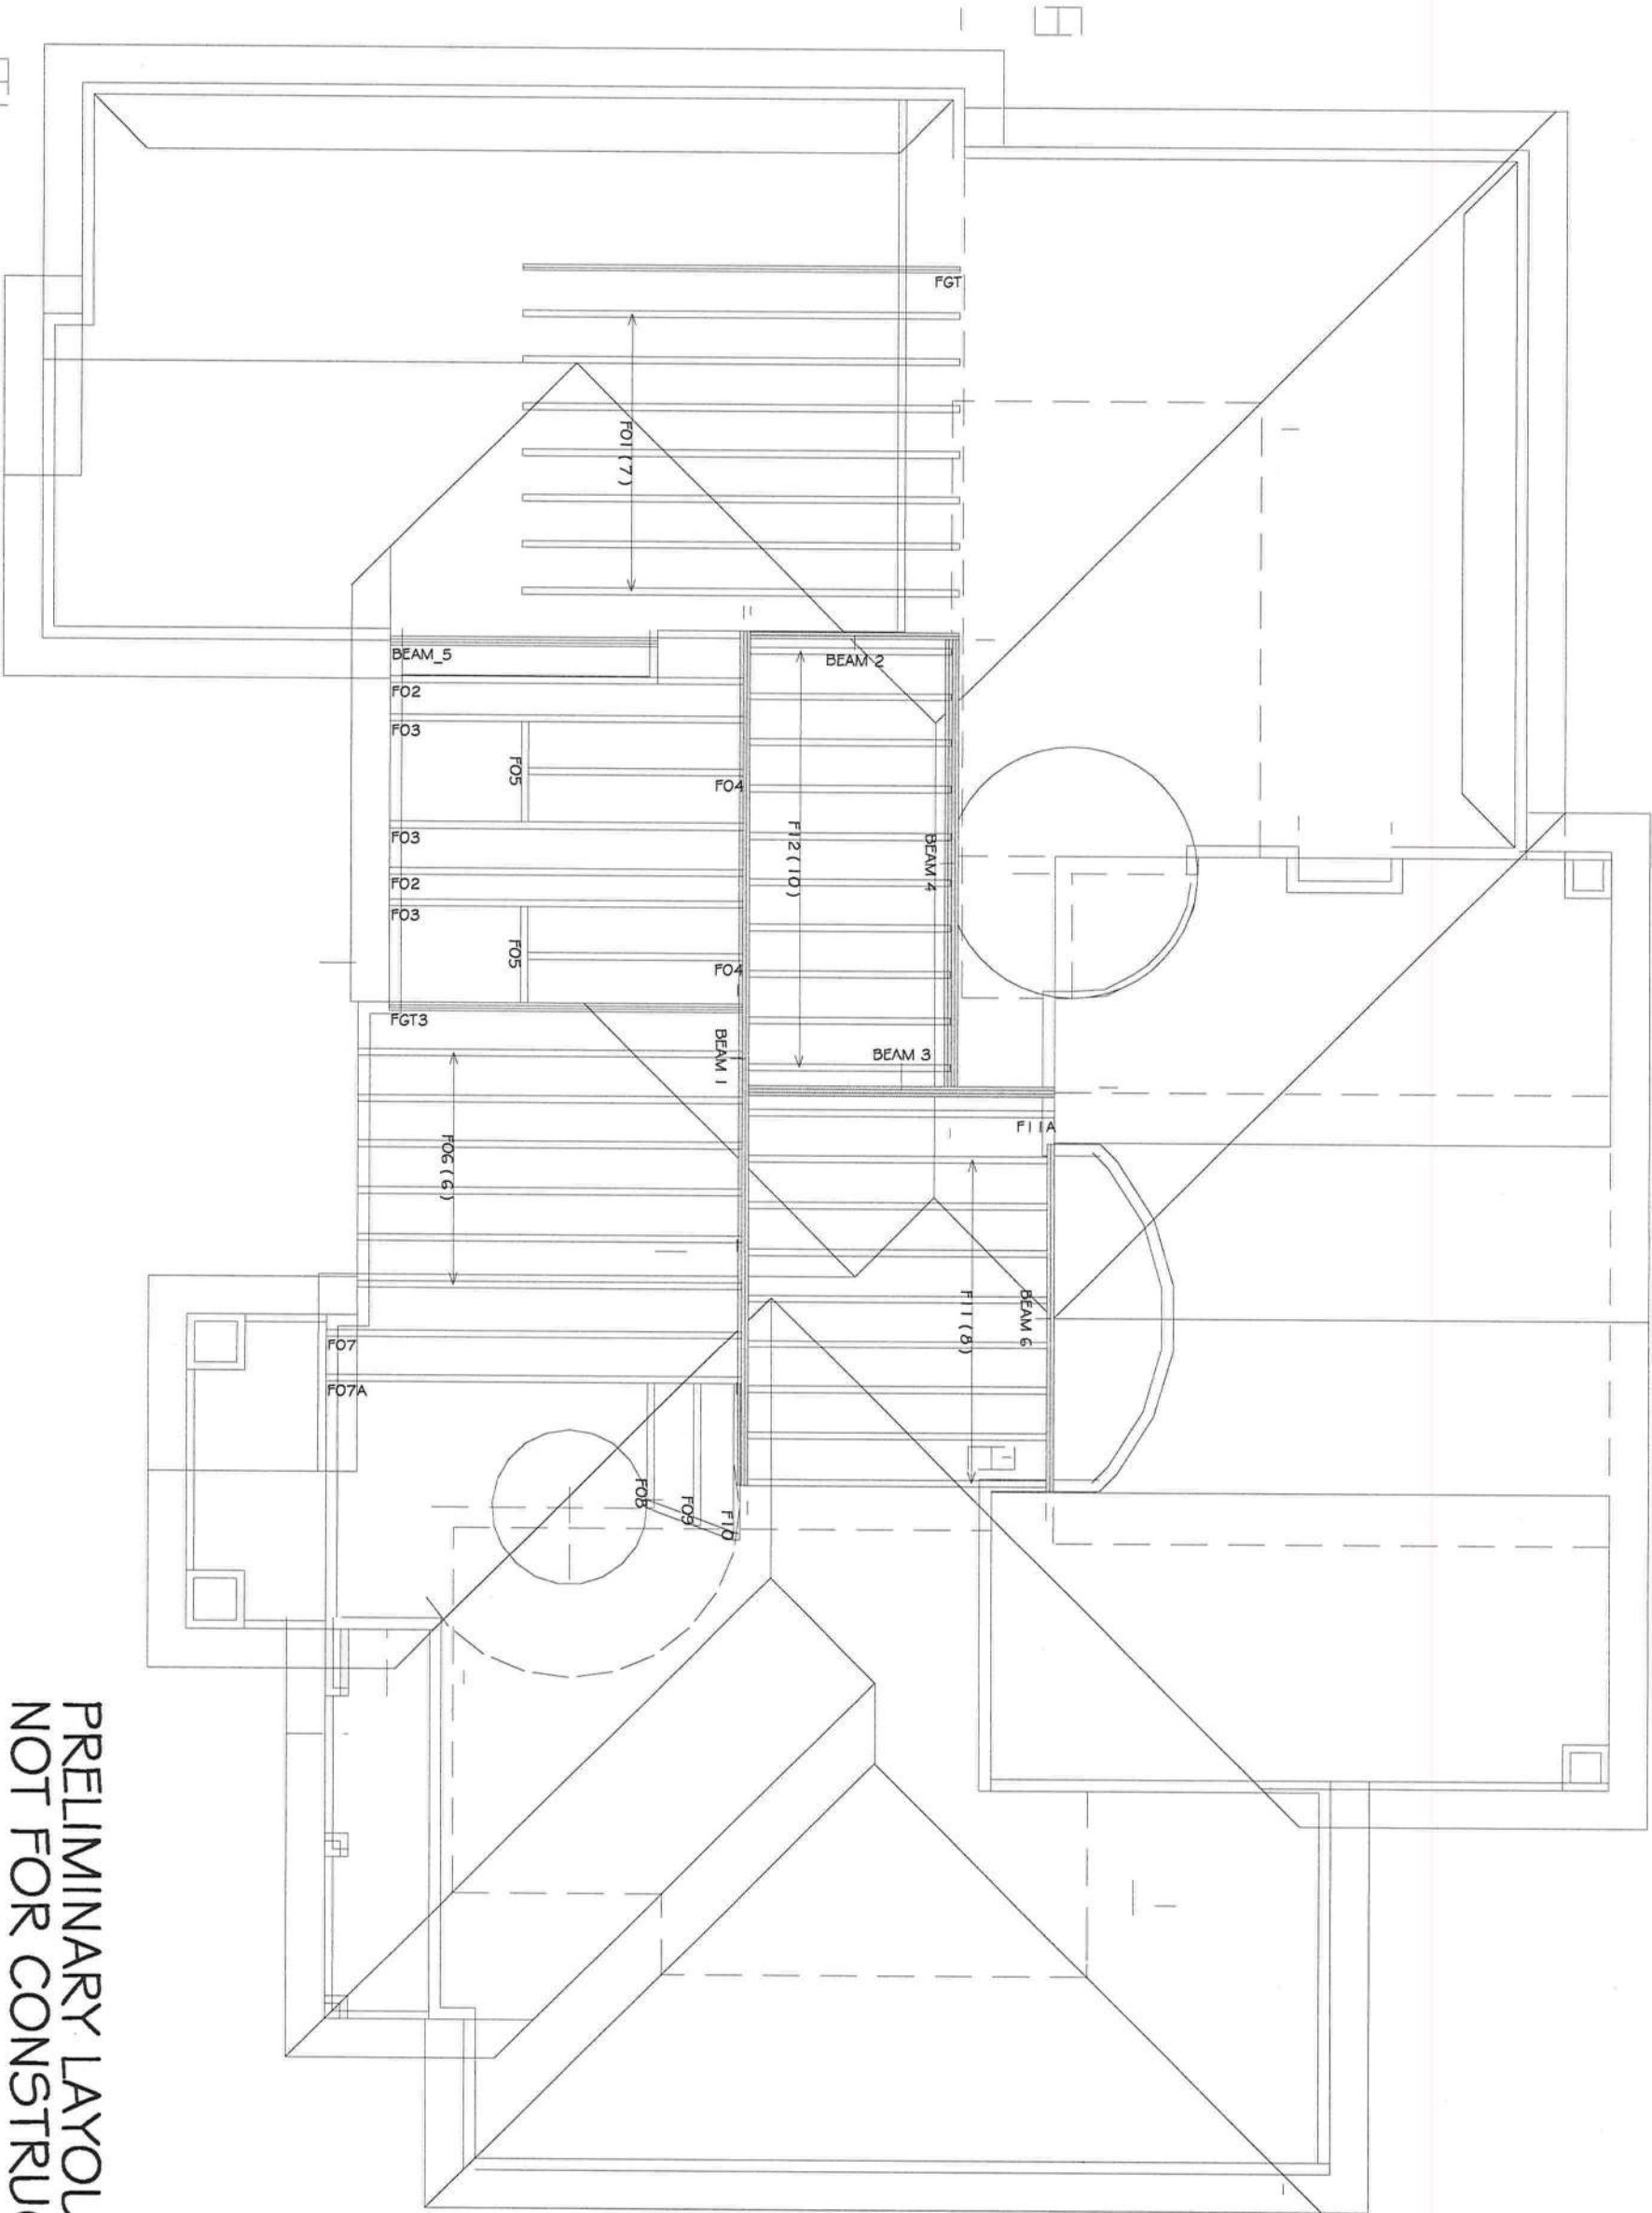 FGT
F01(7)
BEAM_5
BEAM 2
F02
F03
F05
F04
F12(10)
BEAM 4
F03
F02
F03
F05
F04
FGT3
BEAM 1
BEAM 3
F11A
F06(6)
F11(8)
BEAM 6
F07
F07A
F08
F09
F10
PRELIMINARY LAYOU
NOT FOR CONSTRUC